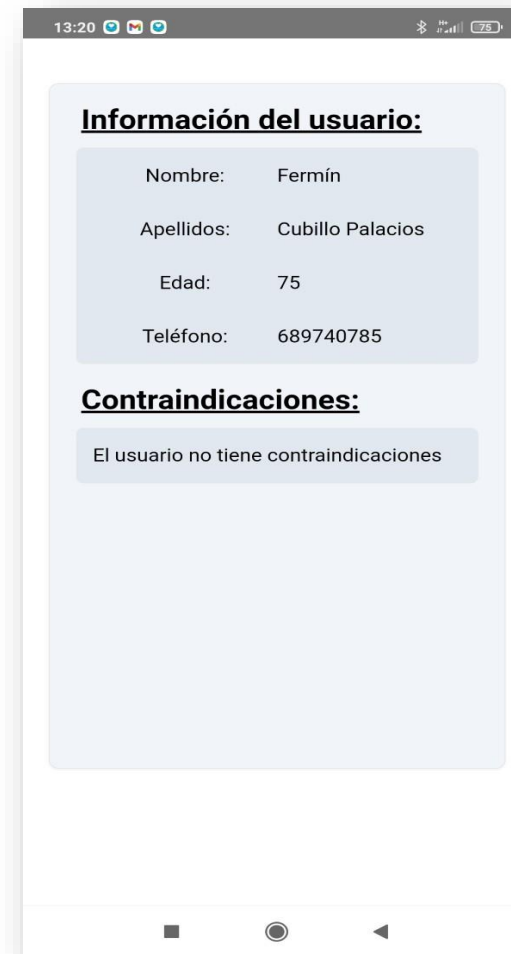 13:20
75
Información del usuario:
Nombre: Fermín
Apellidos: Cubillo Palacios
Edad: 75
Teléfono: 689740785
Contraindicaciones:
El usuario no tiene contraindicaciones